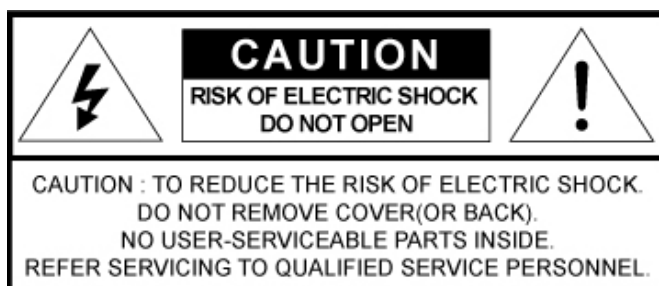 CAUTION
RISK OF ELECTRIC SHOCK
DO NOT OPEN
!
CAUTION : TO REDUCE THE RISK OF ELECTRIC SHOCK.
DO NOT REMOVE COVER(OR BACK).
NO USER-SERVICEABLE PARTS INSIDE.
REFER SERVICING TO QUALIFIED SERVICE PERSONNEL.